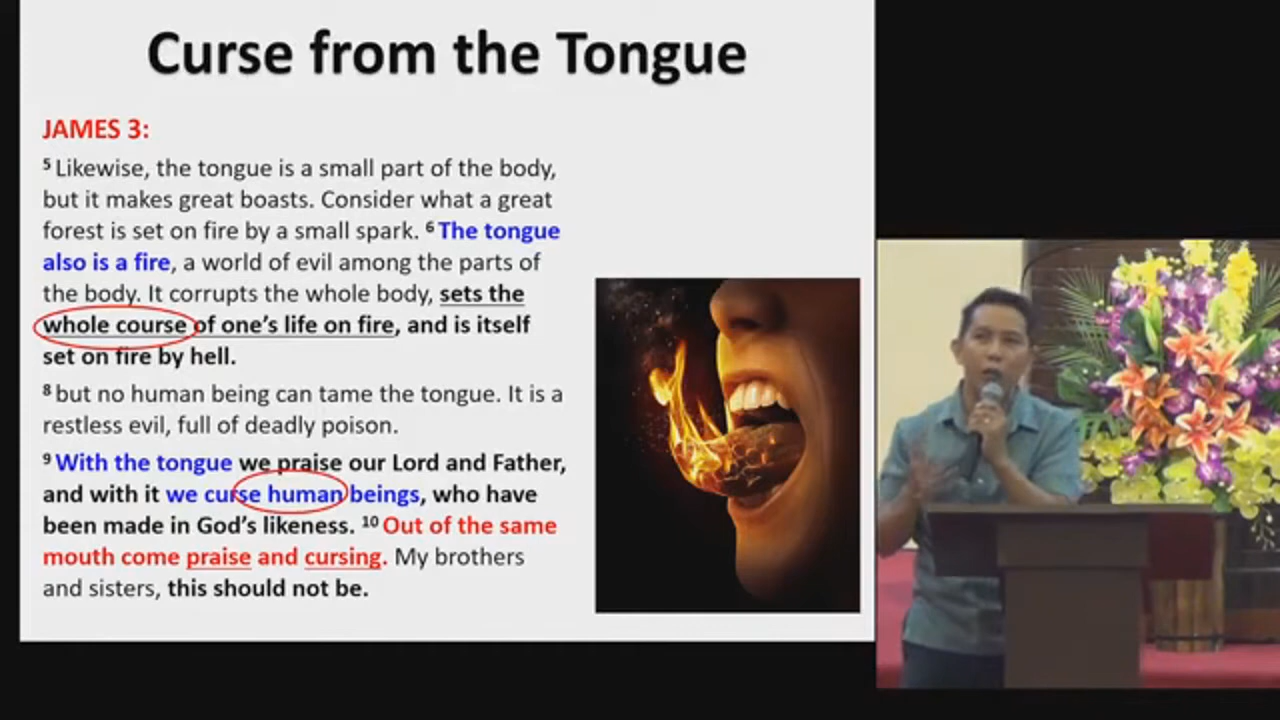 Curse from the Tongue
JAMES 3:
5 Likewise, the tongue is a small part of the body,
but it makes great boasts. Consider what a great
forest is set on fire by a small spark. 6 The tongue
also is a fire, a world of evil among the parts of
the body. It corrupts the whole body, sets the
whole course of one’s life on fire, and is itself
set on fire by hell.
8 but no human being can tame the tongue. It is a
restless evil, full of deadly poison.
9 With the tongue we praise our Lord and Father,
and with it we curse human beings, who have
been made in God’s likeness. 10 Out of the same
mouth come praise and cursing. My brothers
and sisters, this should not be.